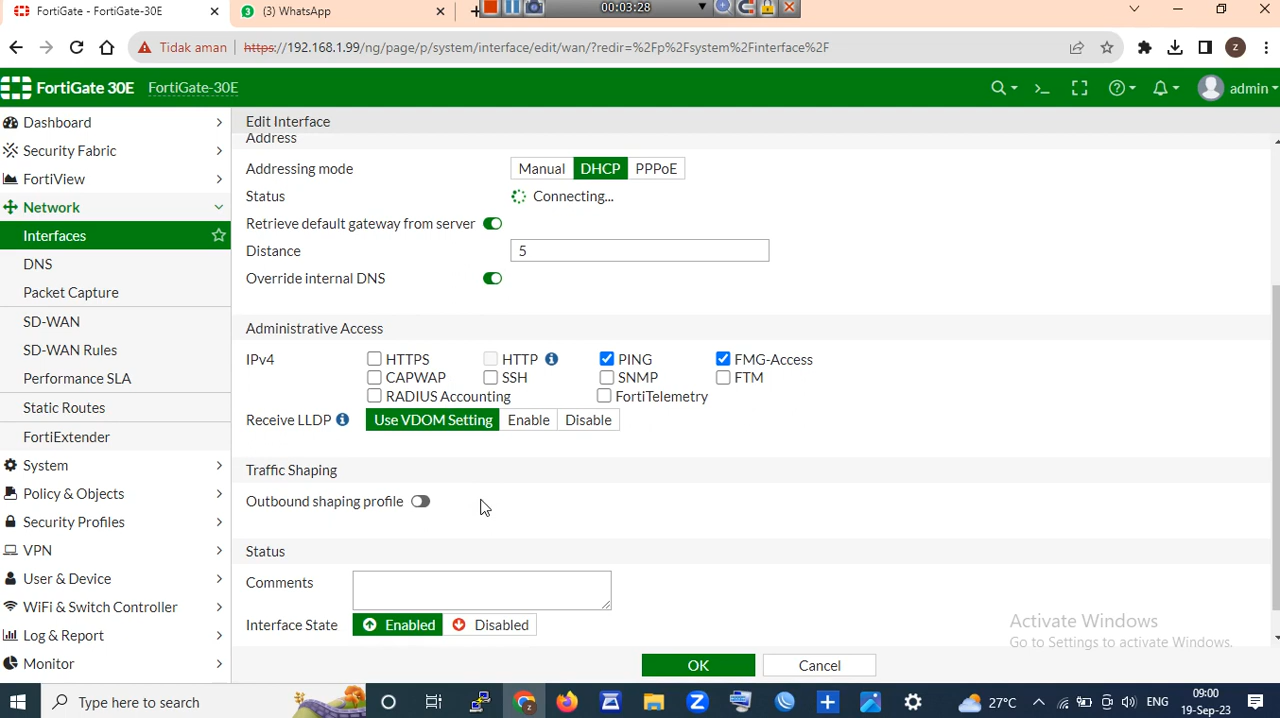 FortiGate - FortiGate-30E
3 (3) WhatsApp
00:03:28
Tidak aman
https://192.168.1.99/ng/page/p/system/interface/edit/wan/?redir=%2Fp%2Fsystem%2Finterface%2F
Z
FortiGate 30E FortiGate-30E
admin
Dashboard
Security Fabric
FortiView
Network
Interfaces
DNS
Packet Capture
SD-WAN
SD-WAN Rules
Performance SLA
Static Routes
FortiExtender
System
Policy & Objects
Security Profiles
VPN
User & Device
WiFi & Switch Controller
Log & Report
Monitor
Edit Interface
Address
Addressing mode Manual DHCP PPPoE
Status Connecting...
Retrieve default gateway from server
Distance 5
Override internal DNS
Administrative Access
IPv4 HTTPS HTTP PING FMG-Access
CAPWAP SSH SNMP FTM
RADIUS Accounting FortiTelemetry
Receive LLDP Use VDOM Setting Enable Disable
Traffic Shaping
Outbound shaping profile
Status
Comments
Interface State Enabled Disabled
OK Cancel
Activate Windows
Go to Settings to activate Windows.
Type here to search
27°C
ENG
09:00
19-Sep-23